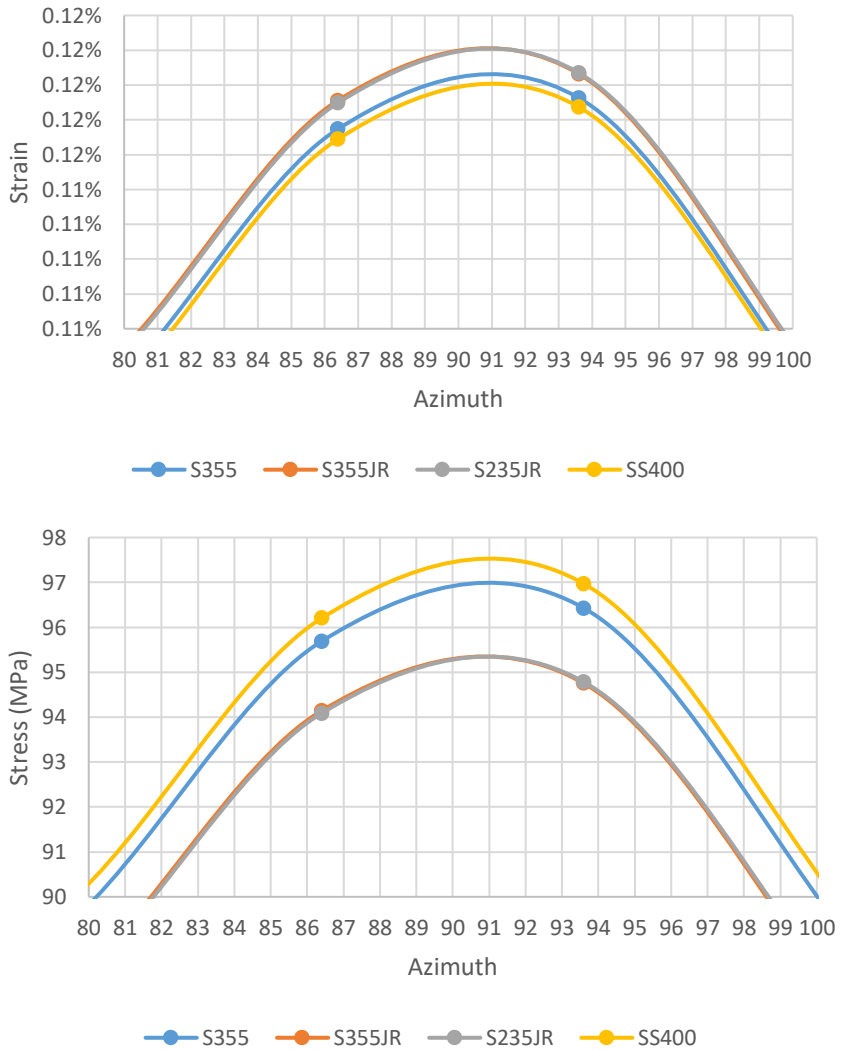 0.12%
0.12%
0.12%
0.12%
0.12%
0.11%
0.11%
0.11%
0.11%
0.11%
Strain
80 81 82 83 84 85 86 87 88 89 90 91 92 93 94 95 96 97 98 99 100
Azimuth
S355 S355JR S235JR SS400
98
97
96
95
94
93
92
91
90
Stress (MPa)
80 81 82 83 84 85 86 87 88 89 90 91 92 93 94 95 96 97 98 99 100
Azimuth
S355 S355JR S235JR SS400